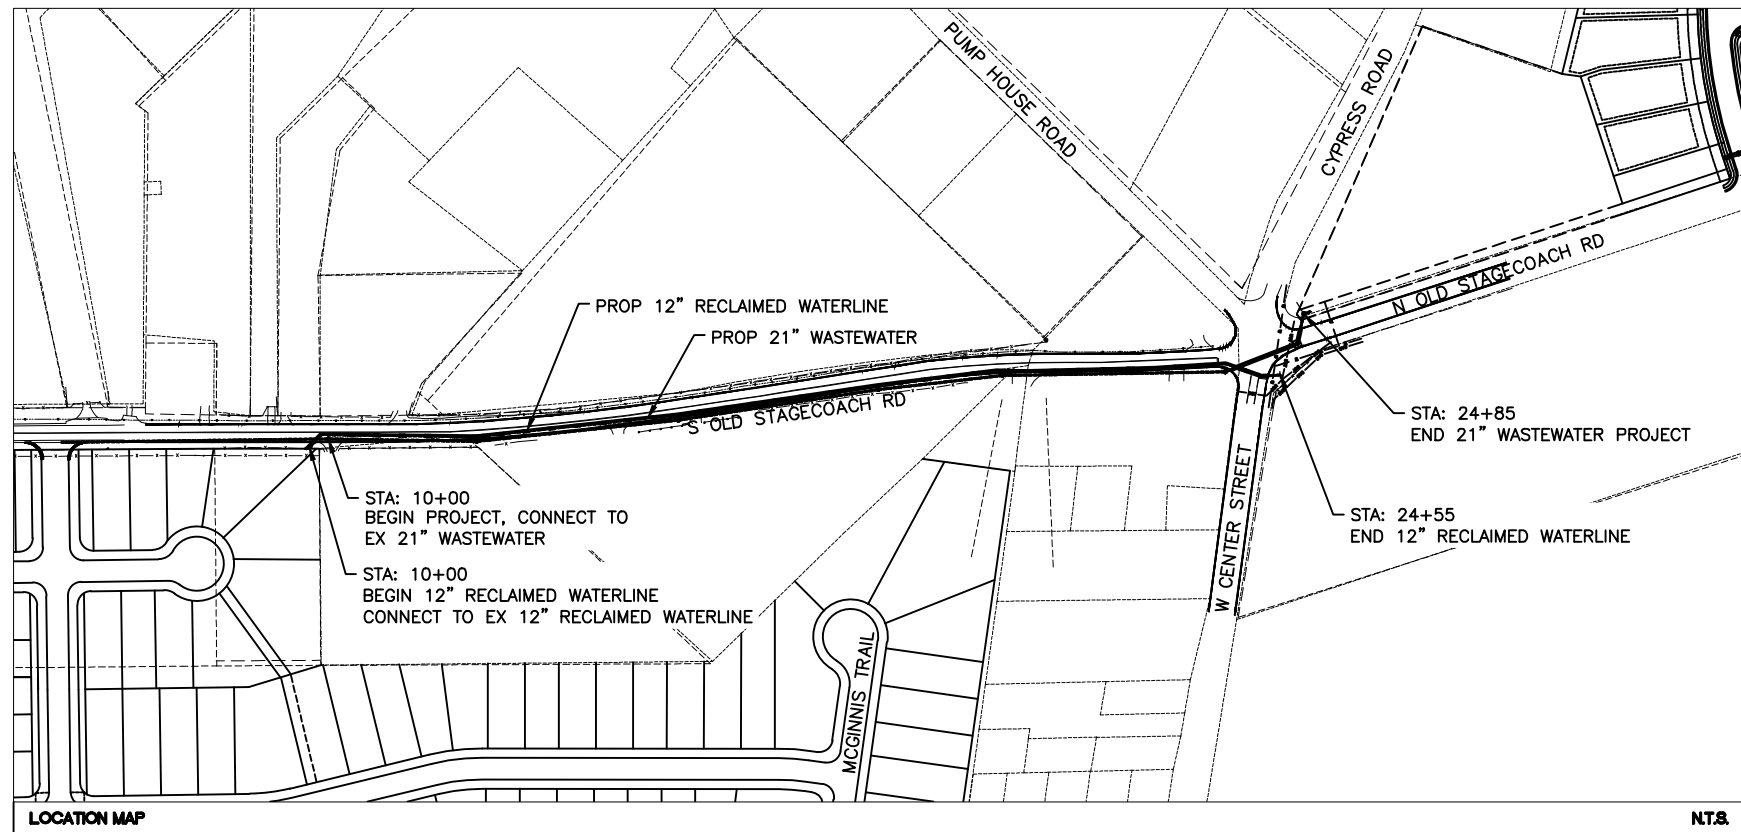 PUMP HOUSE ROAD
CYPRESS ROAD
N OLD STAGECOACH RD
PROP 12” RECLAIMED WATERLINE
PROP 21” WASTEWATER
S OLD STAGECOACH RD
STA: 24+85
END 21” WASTEWATER PROJECT
STA: 10+00
BEGIN PROJECT, CONNECT TO
EX 21” WASTEWATER
STA: 24+55
END 12” RECLAIMED WATERLINE
W CENTER STREET
STA: 10+00
BEGIN 12” RECLAIMED WATERLINE
CONNECT TO EX 12” RECLAIMED WATERLINE
MCGINNIS TRAIL
LOCATION MAP
N.T.S.